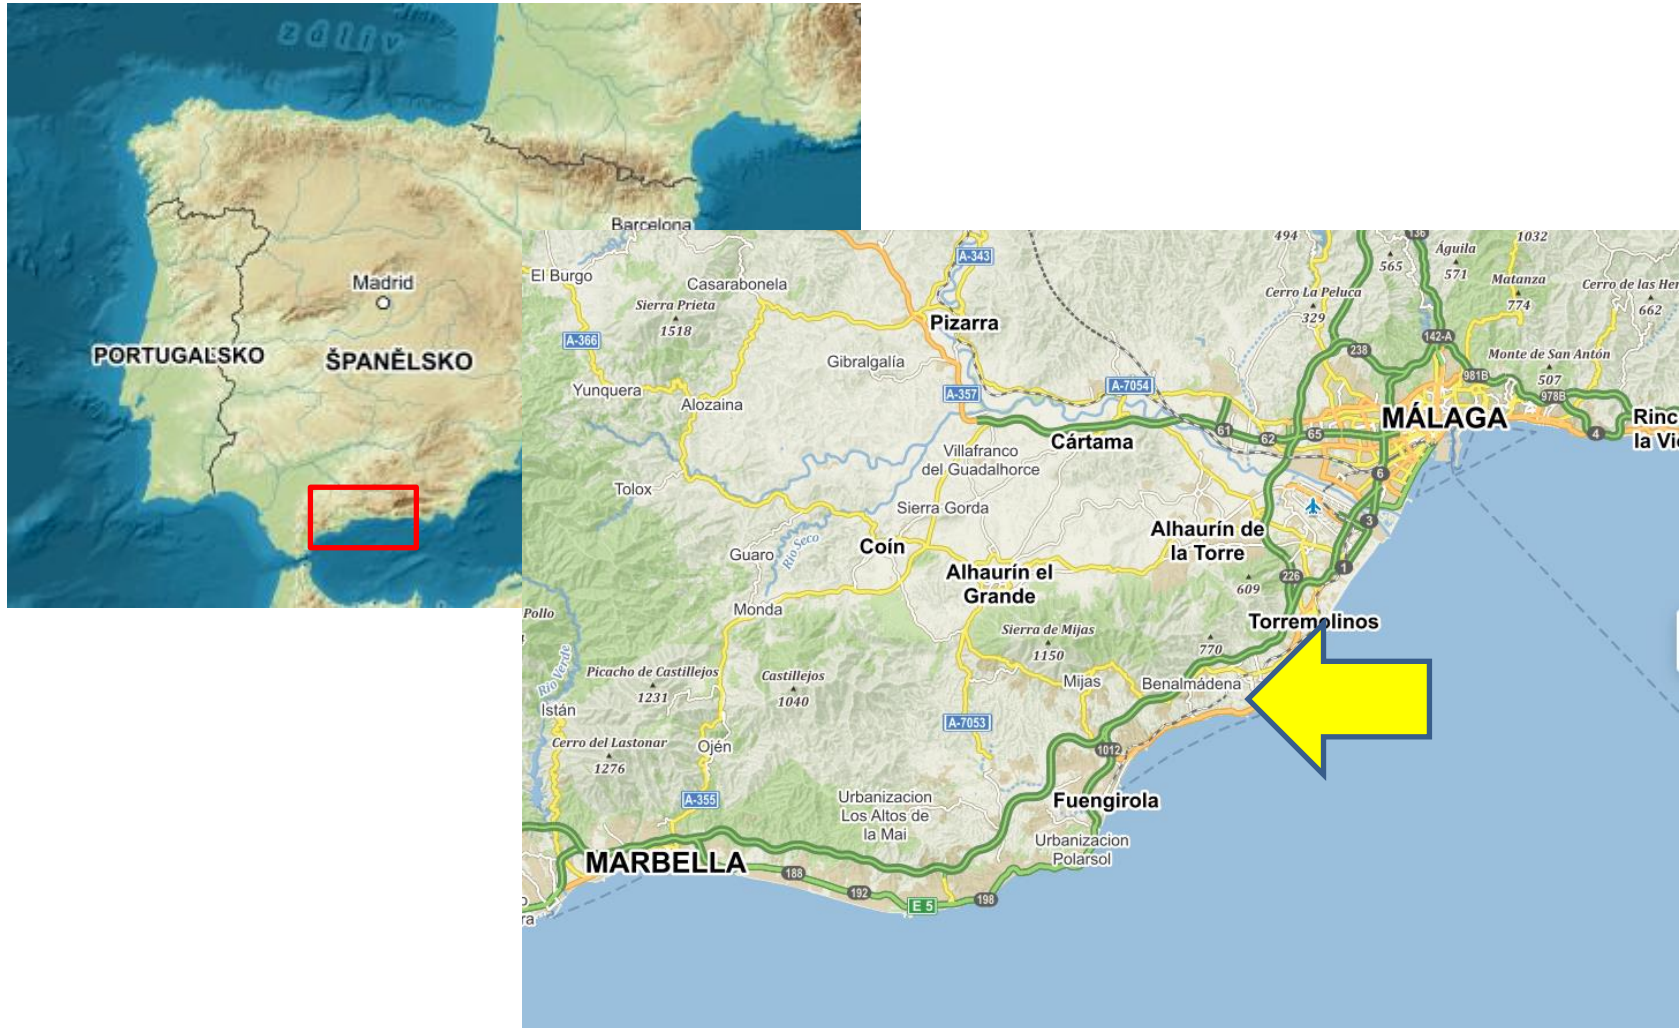 záliv
Barcelona
Madrid
PORTUGALSKO
ŠPANĚLSKO
494
136
Águila
571
565
1032
Matanza
774
Cerro de las Her
662
El Burgo
Casarabonela
A-343
Sierra Prieta
1518
Cerro La Peluca
329
Pizarra
A-366
142-A
238
Gibralgalía
Monte de San Antón
507
981B
978B
Yunquera
A-357
A-7054
Alozaina
MÁLAGA
Rinc
la Vi
4
61
62
65
Cártama
Villafranco
del Guadalhorce
6
Tolox
Sierra Gorda
3
Alhaurín de
la Torre
Coín
Guaro
Río Seco
Alhaurín el
Grande
1
226
609
Monda
Pollo
Torremolinos
Sierra de Mijas
1150
770
Río Verde
Picacho de Castillejos
1231
Castillejos
1040
Mijas
Benalmádena
Istán
A-7053
Cerro del Lastonar
1276
Ojén
1012
A-355
Urbanizacion
Los Altos de
la Mai
Fuengirola
Urbanizacion
Polarsol
MARBELLA
188
192
E 5
198
ra